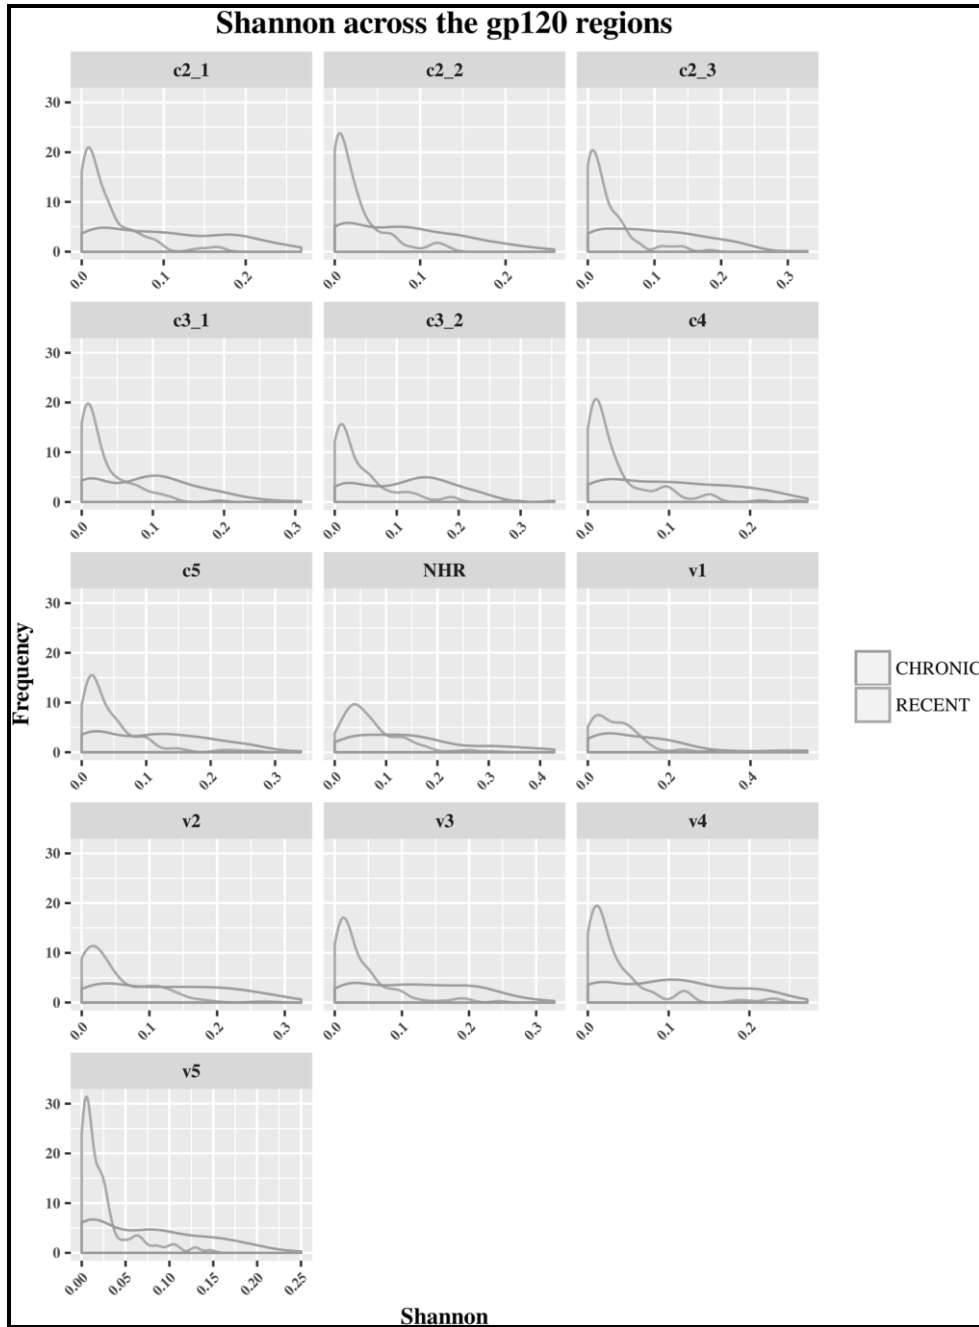 Shannon across the gp120 regions
c2_1 c2_2 c2_3
30
20
10
0
0.0 0.1 0.2 0.0 0.1 0.2 0.0 0.1 0.2 0.3
c3_1 c3_2 c4
30
20
10
0
0.0 0.1 0.2 0.3 0.0 0.1 0.2 0.3 0.0 0.1 0.2
c5 NHR v1
30
20
10
0
0.0 0.1 0.2 0.3 0.0 0.1 0.2 0.3 0.4 0.0 0.2 0.4
Frequency
CHRONIC
RECENT
v2 v3 v4
30
20
10
0
0.0 0.1 0.2 0.3 0.0 0.1 0.2 0.3 0.0 0.1 0.2
v5
30
20
10
0
0.00 0.05 0.10 0.15 0.20 0.25
Shannon